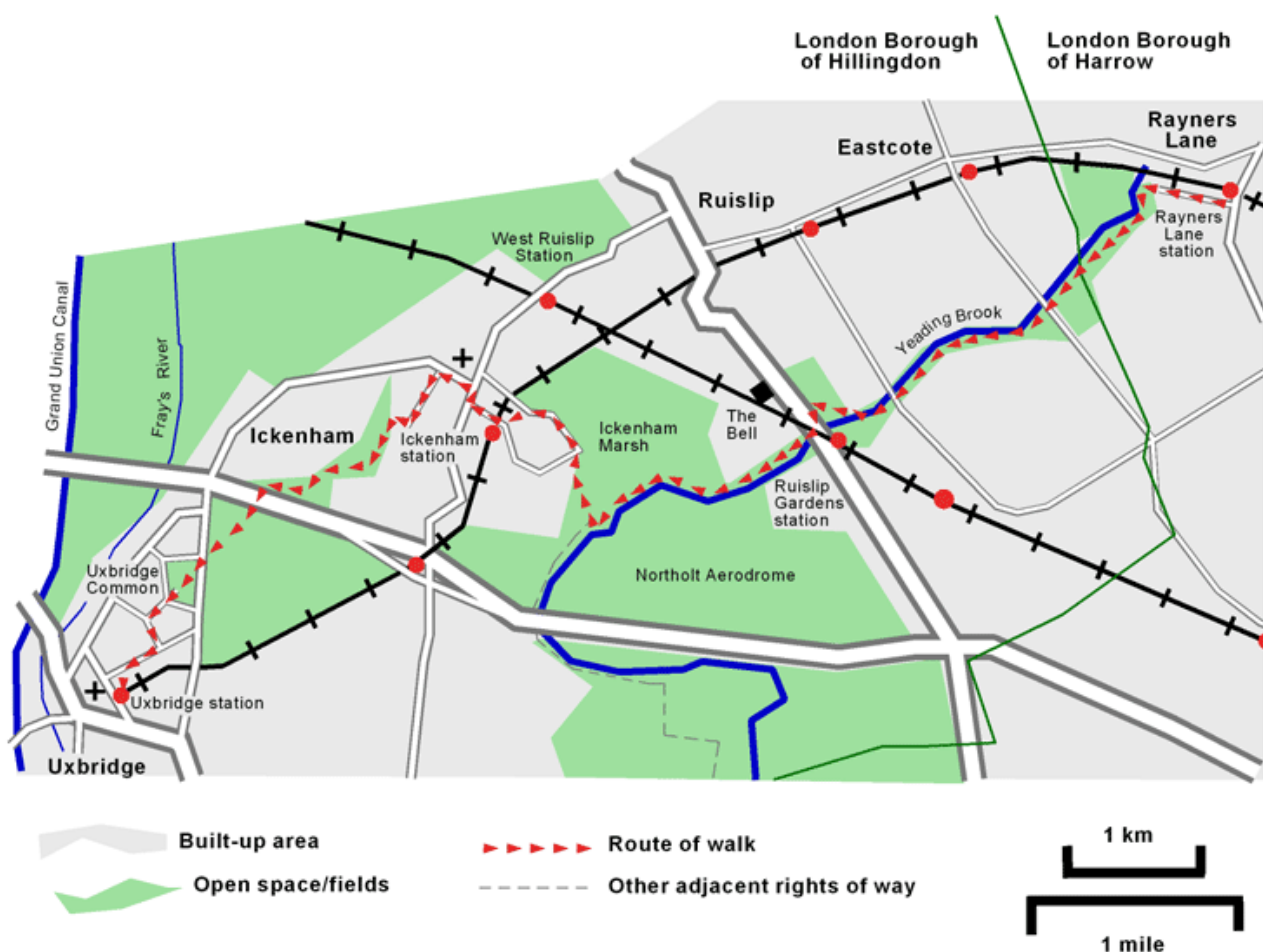 London Borough
of Hillingdon
London Borough
of Harrow
Rayners
Lane
Eastcote
Ruislip
Rayners
Lane
station
West Ruislip
Station
Grand Union Canal
Fray's River
Yeading Brook
Ickenham
Ickenham
station
Ickenham
Marsh
The
Bell
Ruislip
Gardens
station
Uxbridge
Common
Northolt Aerodrome
Uxbridge station
Uxbridge
Built-up area
Route of walk
1 km
Open space/fields
Other adjacent rights of way
1 mile